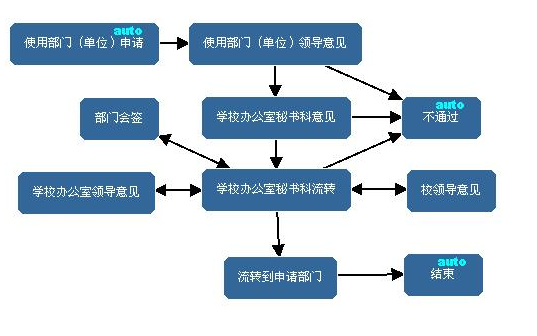 auto
使用部门（单位）申请
使用部门（单位）领导意见
部门会签
学校办公室秘书科意见
auto
不通过
学校办公室领导意见
学校办公室秘书科流转
校领导意见
流转到申请部门
auto
结束